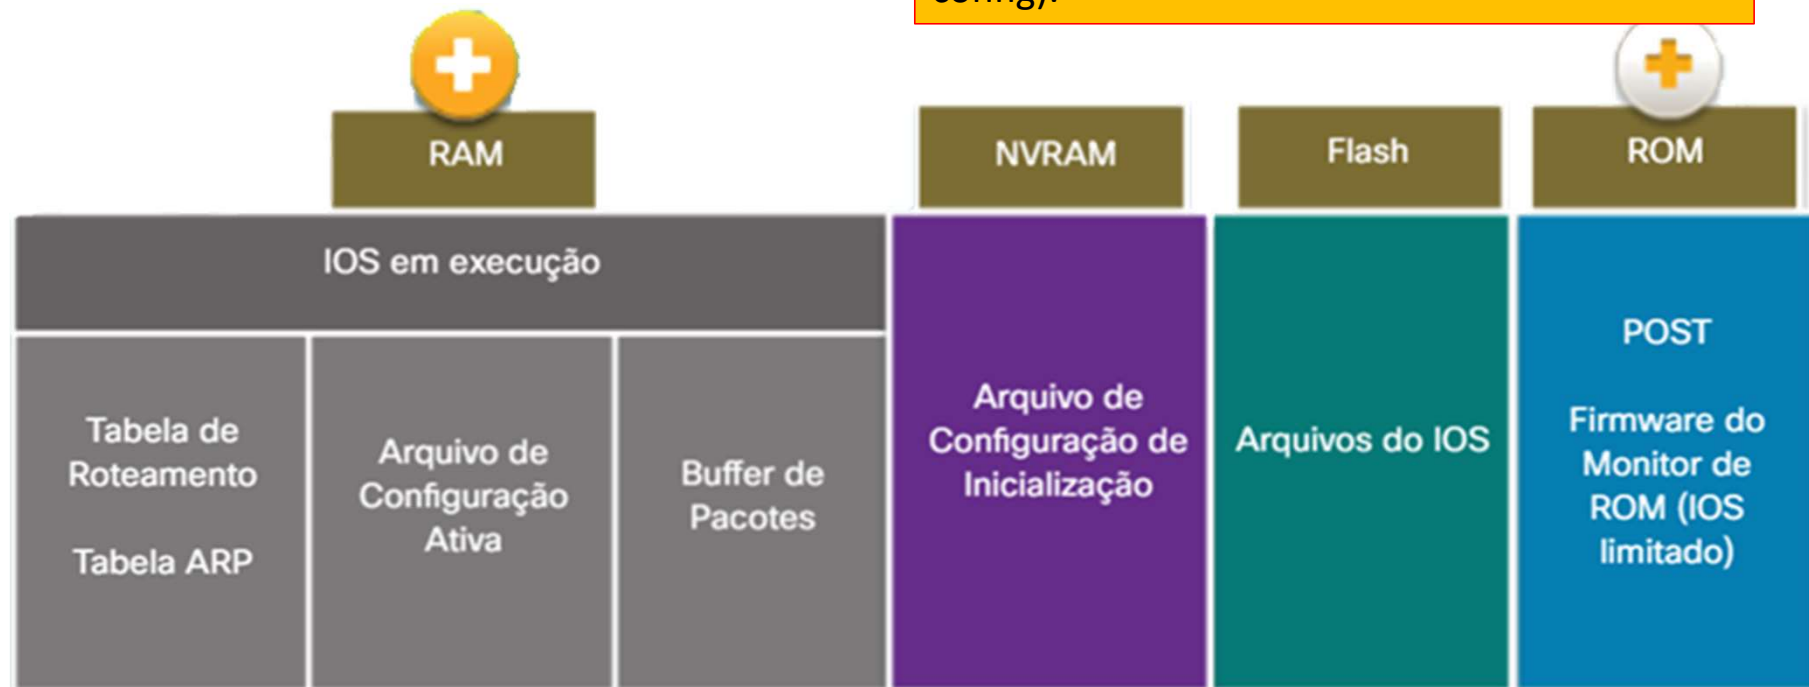 config).
RAM
NVRAM
Flash
ROM
IOS em execução
Tabela de
Roteamento
Tabela ARP
Arquivo de
Configuração
Ativa
Buffer de
Pacotes
Arquivo de
Configuração de
Inicialização
Arquivos do IOS
POST
Firmware do
Monitor de
ROM (IOS
limitado)